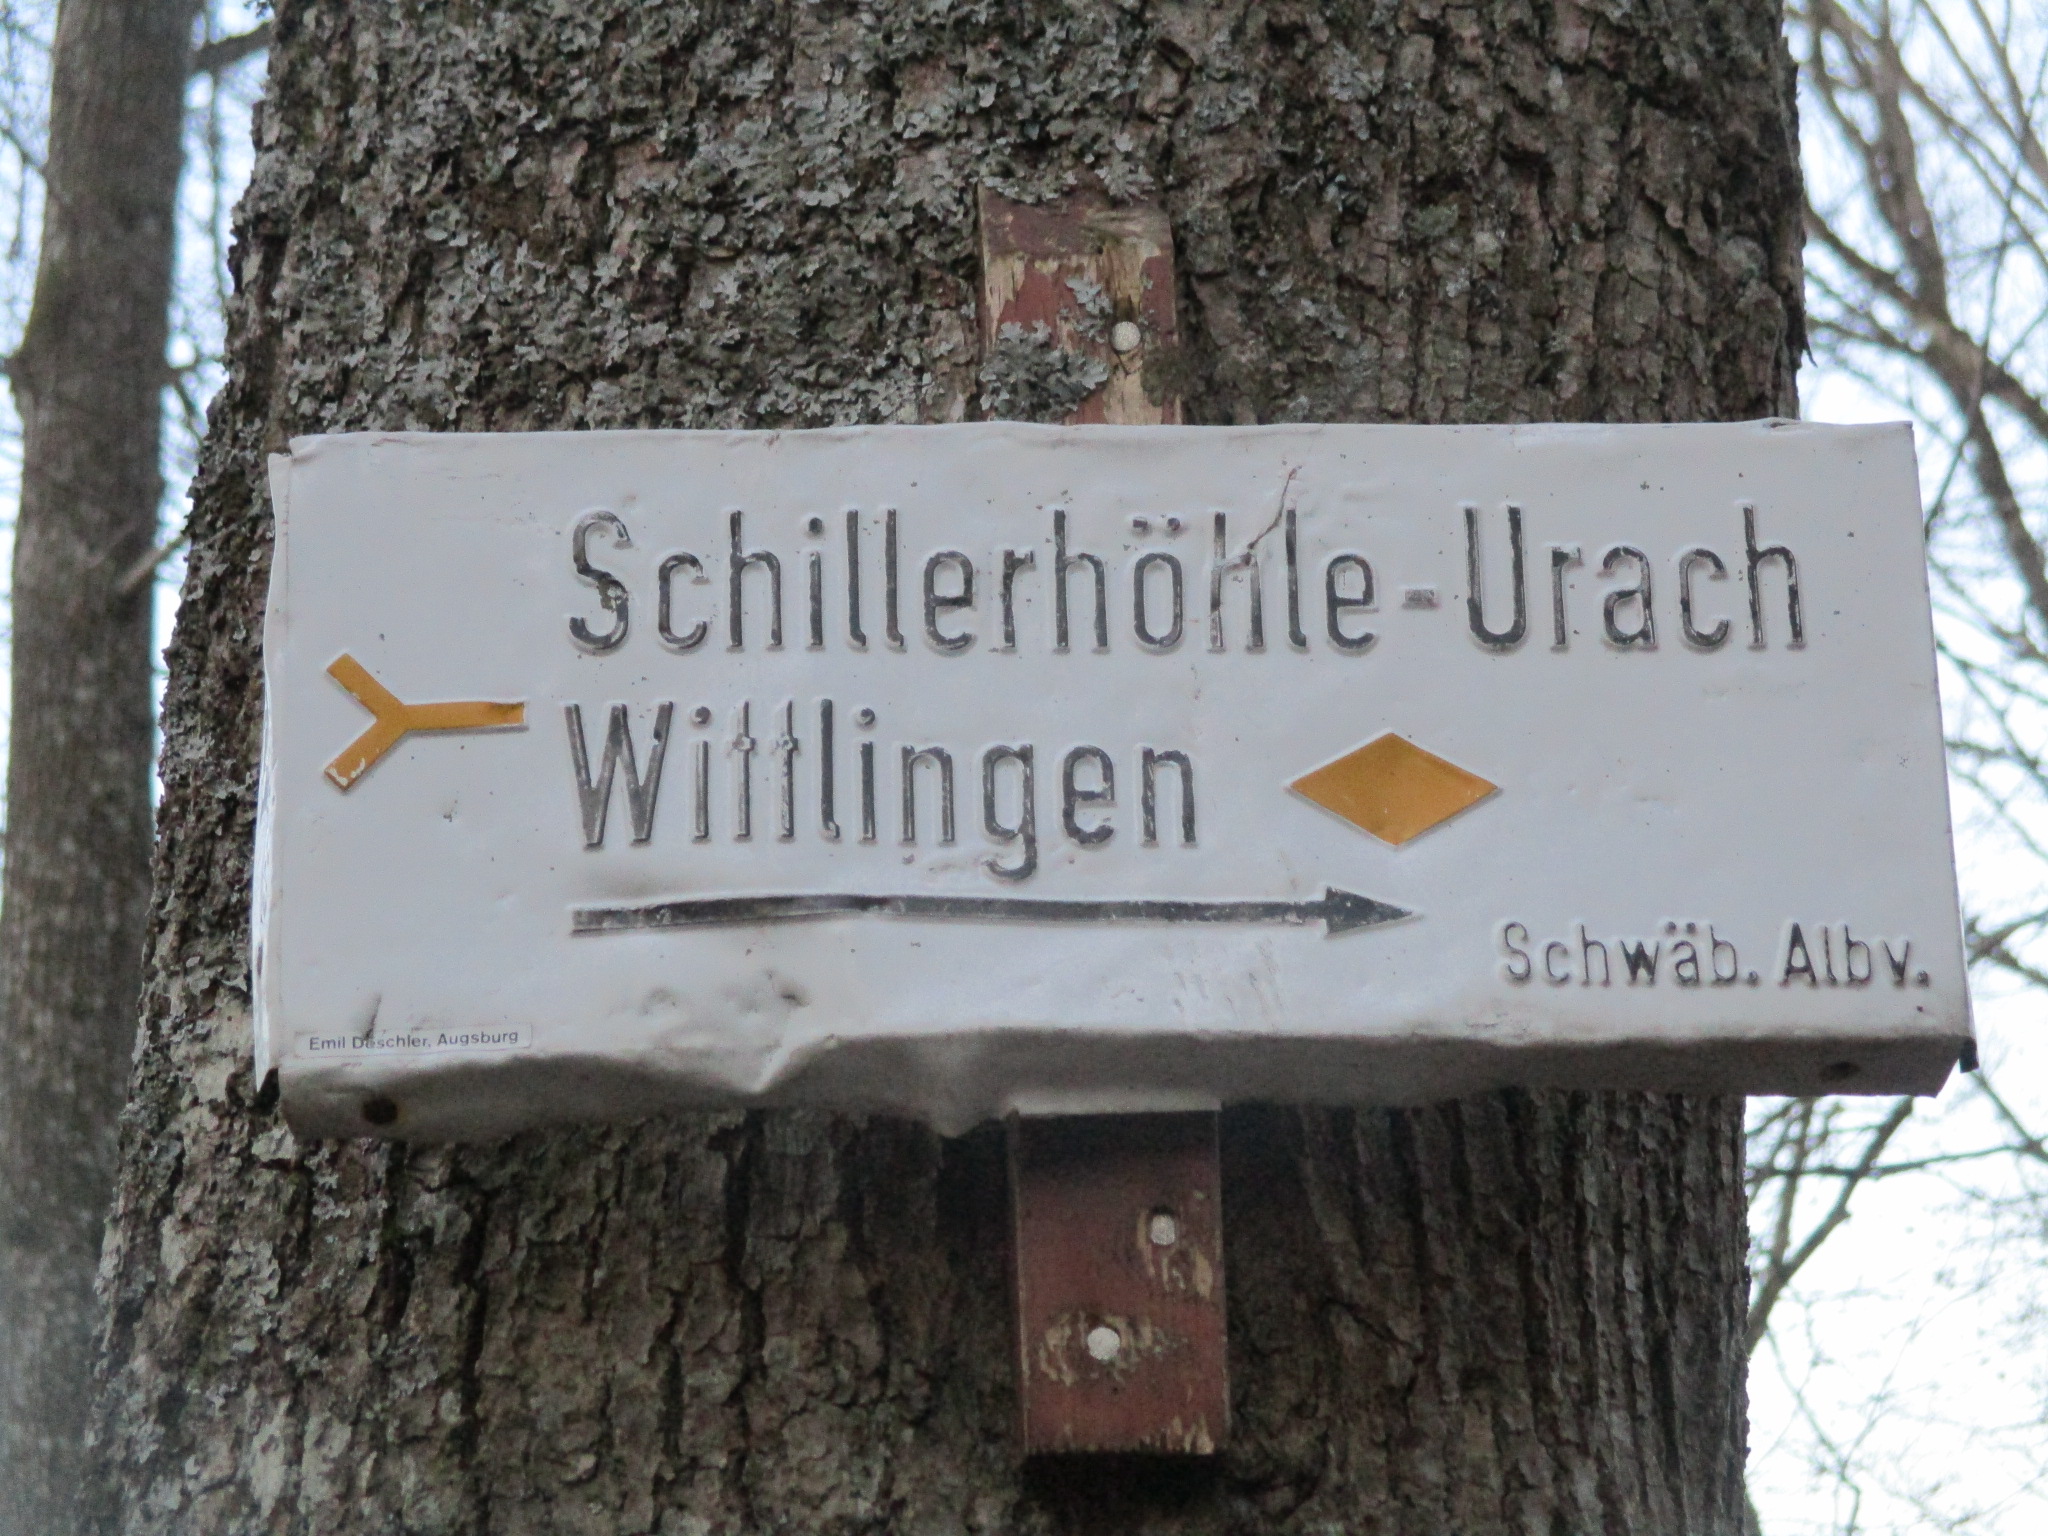 Schillerhöhle-Urach
Wittlingen
Schwäb. Albv.
Emil Deschler, Augsburg